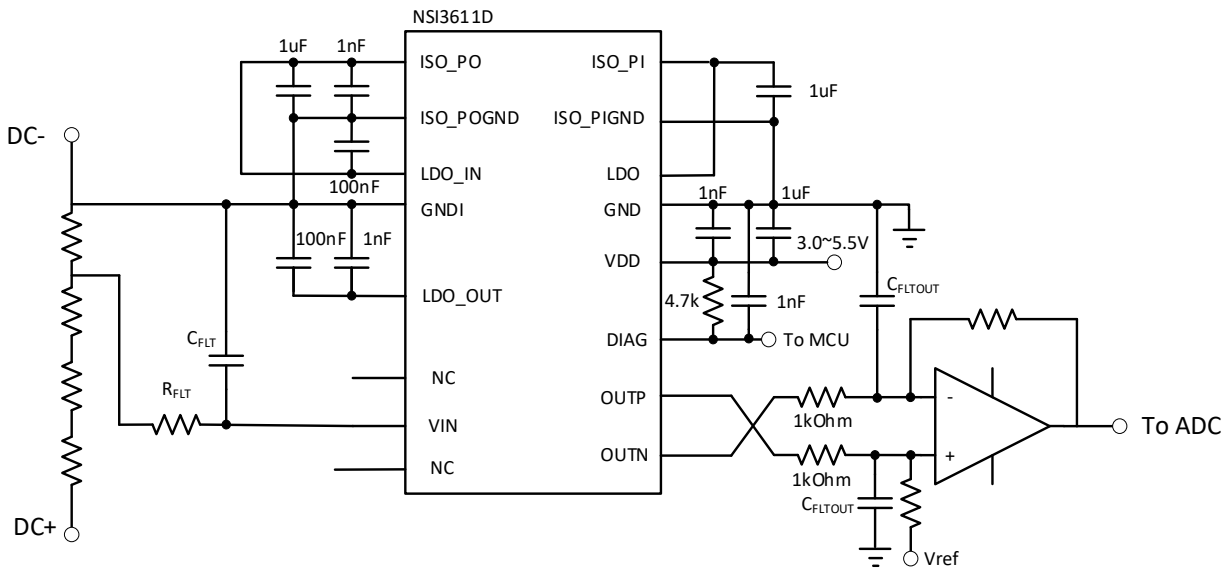 NSI3611D
1uF 1nF
ISO_PO ISO_PI
1uF
ISO_POGND ISO_PIGND
DC-
LDO_IN LDO
100nF
1nF 1uF
GNDI GND
100nF 1nF
3.0~5.5V
VDD
LDO_OUT
4.7k
1nF
CFLTOUT
CFLT
DIAG
To MCU
RFLT
NC
OUTP
-
VIN
1kOhm
To ADC
OUTN
+
NC
1kOhm
CFLTOUT
DC+
Vref